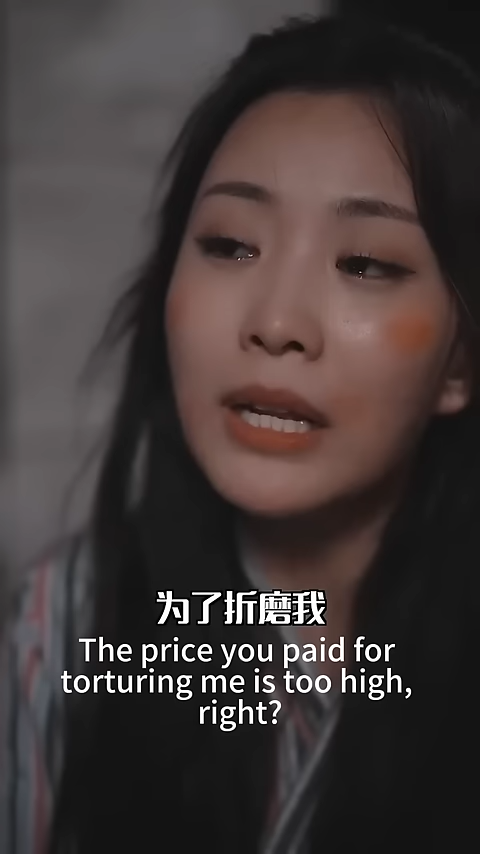 为了折磨我
The price you paid for
torturing me is too high,
right?